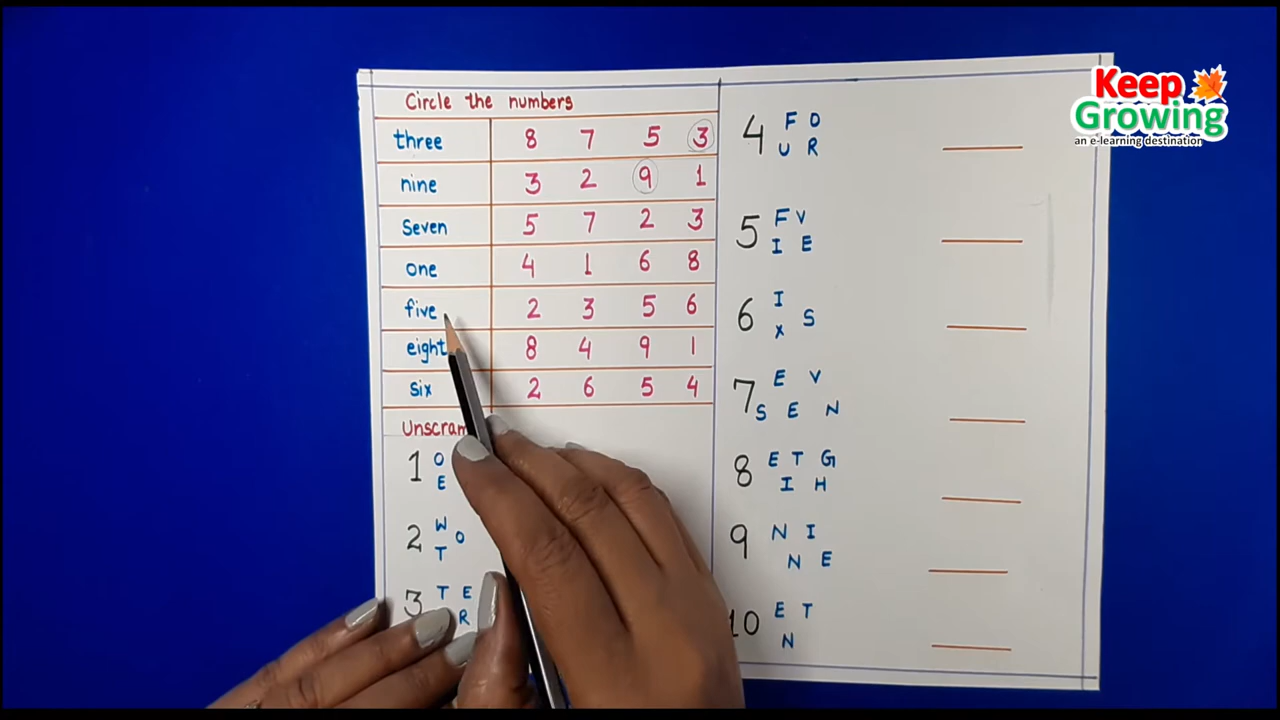 Circle the numbers
three 8 7 5 3
nine 3 2 9 1
Seven 5 7 2 3
one 4 1 6 8
five 2 3 5 6
eight 8 4 9 1
six 2 6 5 4
1 O
E
2 W O
T
3 T E
R
4 F O
U R
5 F V
I E
6 I
X S
7 E V
S E N
8 E T G
I H
9 N I
N E
10 E T
N
Keep
Growing
an e-learning destination